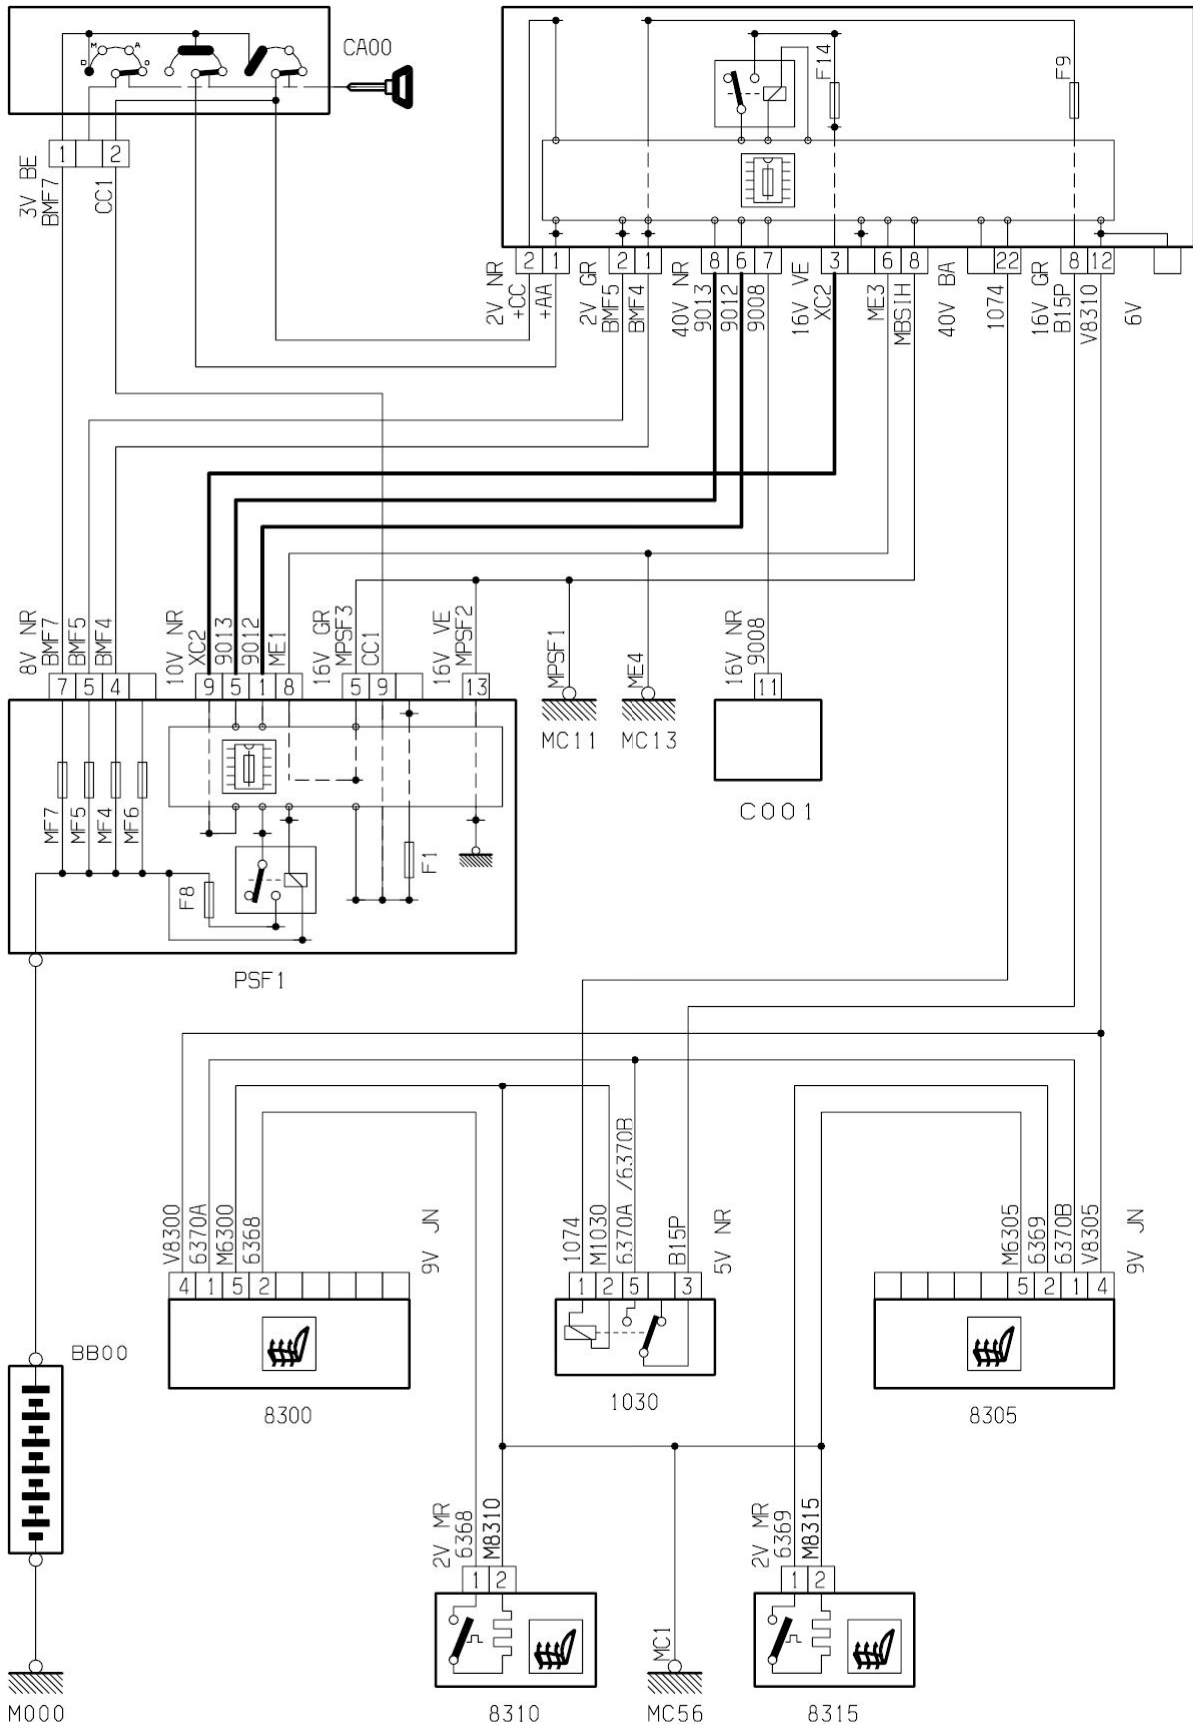 M A
D D
CA00
F14
F9
1 2
3V BE
BMF7
CC1
2 1 2 1 8 6 7 3 6 8 22 8 12
2V NR
+CC
+AA
2V GR
BMF5
BMF4
40V NR
9013
9012
9008
16V VE
XC2
ME3
MBSIH
40V BA
1074
16V GR
B15P
V8310
6V
8V NR
BMF7
BMF5
BMF4
10V NR
XC2
9013
9012
ME1
16V GR
MPSF3
CC1
16V VE
MPSF2
MPSF1
ME4
16V NR
9008
7 5 4 9 5 1 8 5 9 13 11
MC11
MC13
C001
MF7
MF5
MF4
MF6
F8
F1
PSF1
V8300
6370A
M6300
6368
9V JN
1074
M1030
6370A /6370B
B15P
5V NR
M6305
6369
6370B
V8305
9V JN
4 1 5 2 1 2 5 3 5 2 1 4
8300
1030
8305
BB00
2V MR
6368
M8310
2V MR
6369
M8315
1 2 1 2
MC1
M000
8310
MC56
8315